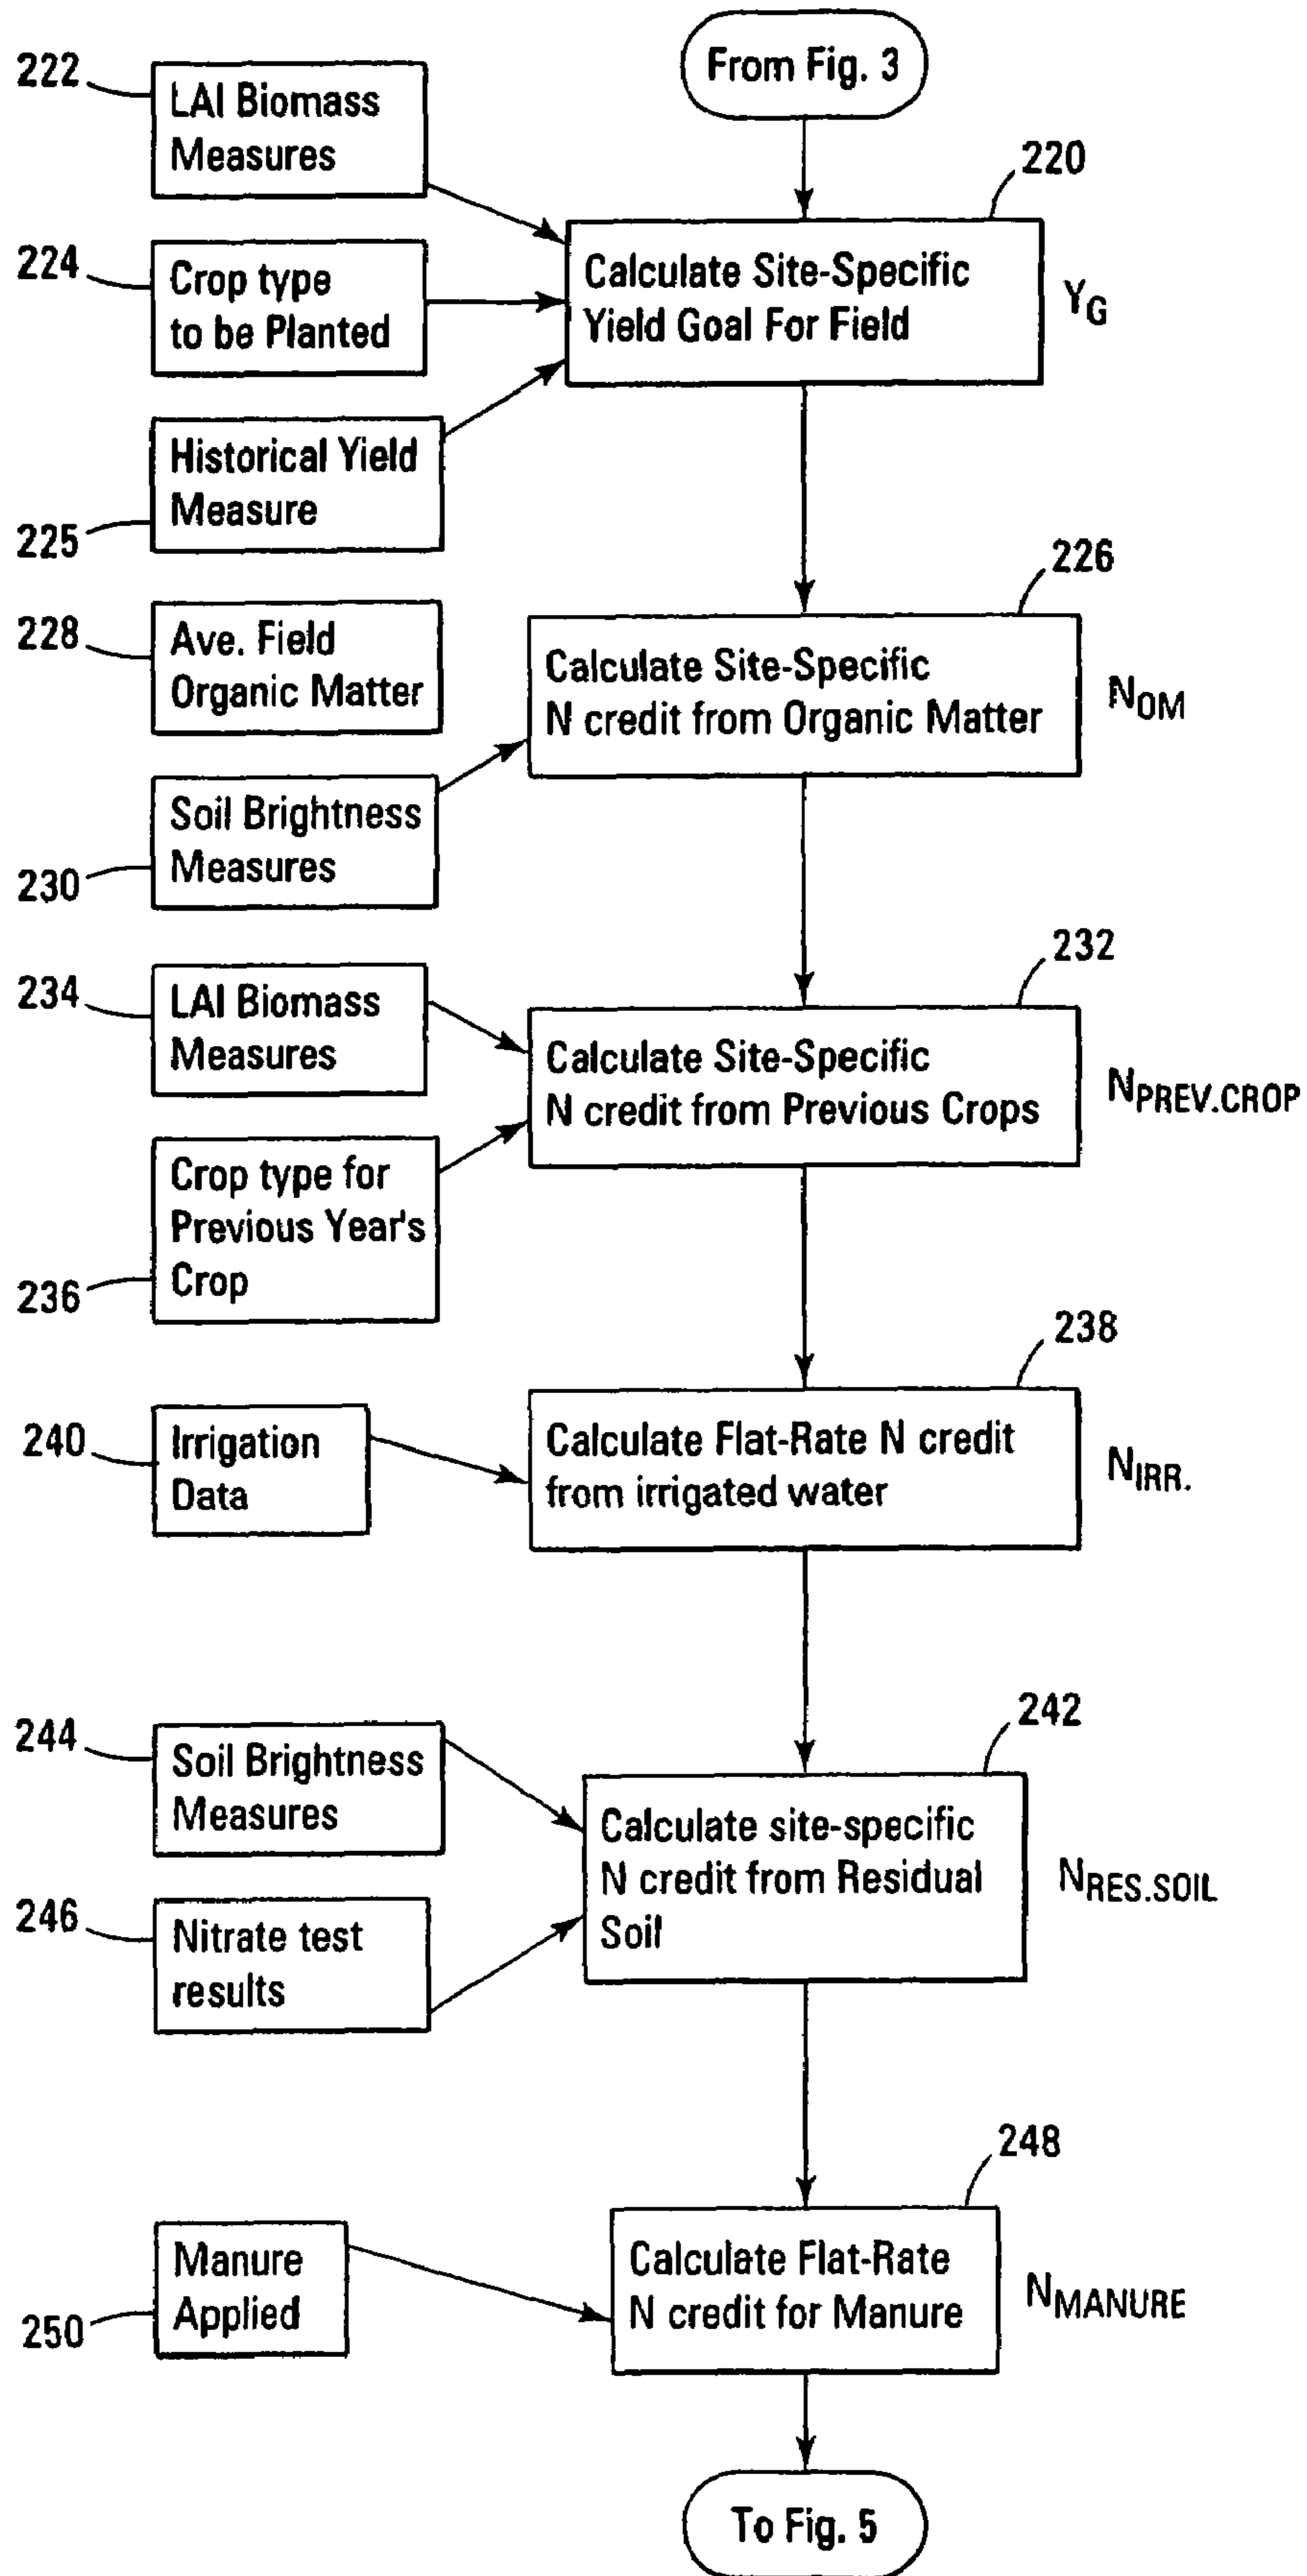 From Fig. 3
222
LAI Biomass
Measures
220
224
Crop type
to be Planted
Calculate Site-Specific
Yield Goal For Field
YG
225
Historical Yield
Measure
226
228
Ave. Field
Organic Matter
Calculate Site-Specific
N credit from Organic Matter
NOM
230
Soil Brightness
Measures
232
234
LAI Biomass
Measures
Calculate Site-Specific
N credit from Previous Crops
NPREV.CROP
236
Crop type for
Previous Year's
Crop
238
240
Irrigation
Data
Calculate Flat-Rate N credit
from irrigated water
NIRR.
242
244
Soil Brightness
Measures
Calculate site-specific
N credit from Residual
Soil
NRES.SOIL
246
Nitrate test
results
248
250
Manure
Applied
Calculate Flat-Rate
N credit for Manure
NMANURE
To Fig. 5